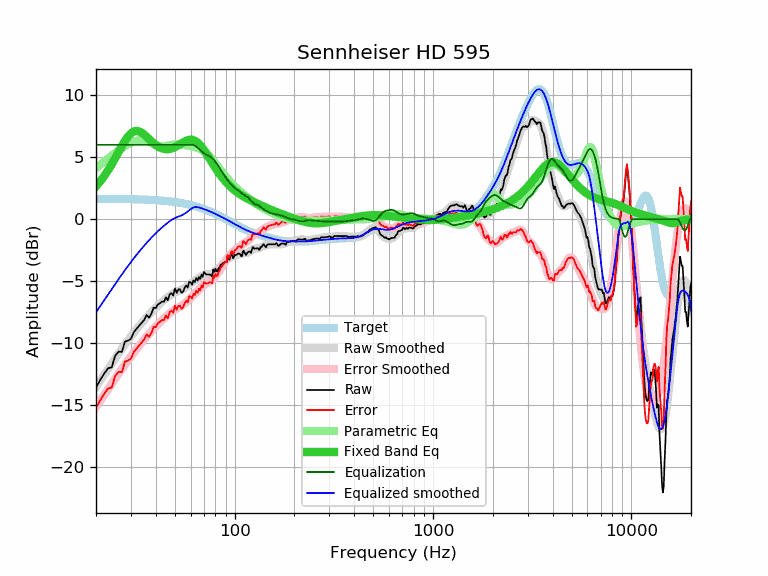 Sennheiser HD 595
Amplitude (dBr)
10
5
0
−5
−10
−15
−20
Target
Raw Smoothed
Error Smoothed
Raw
Error
Parametric Eq
Fixed Band Eq
Equalization
Equalized smoothed
100 1000 10000
Frequency (Hz)